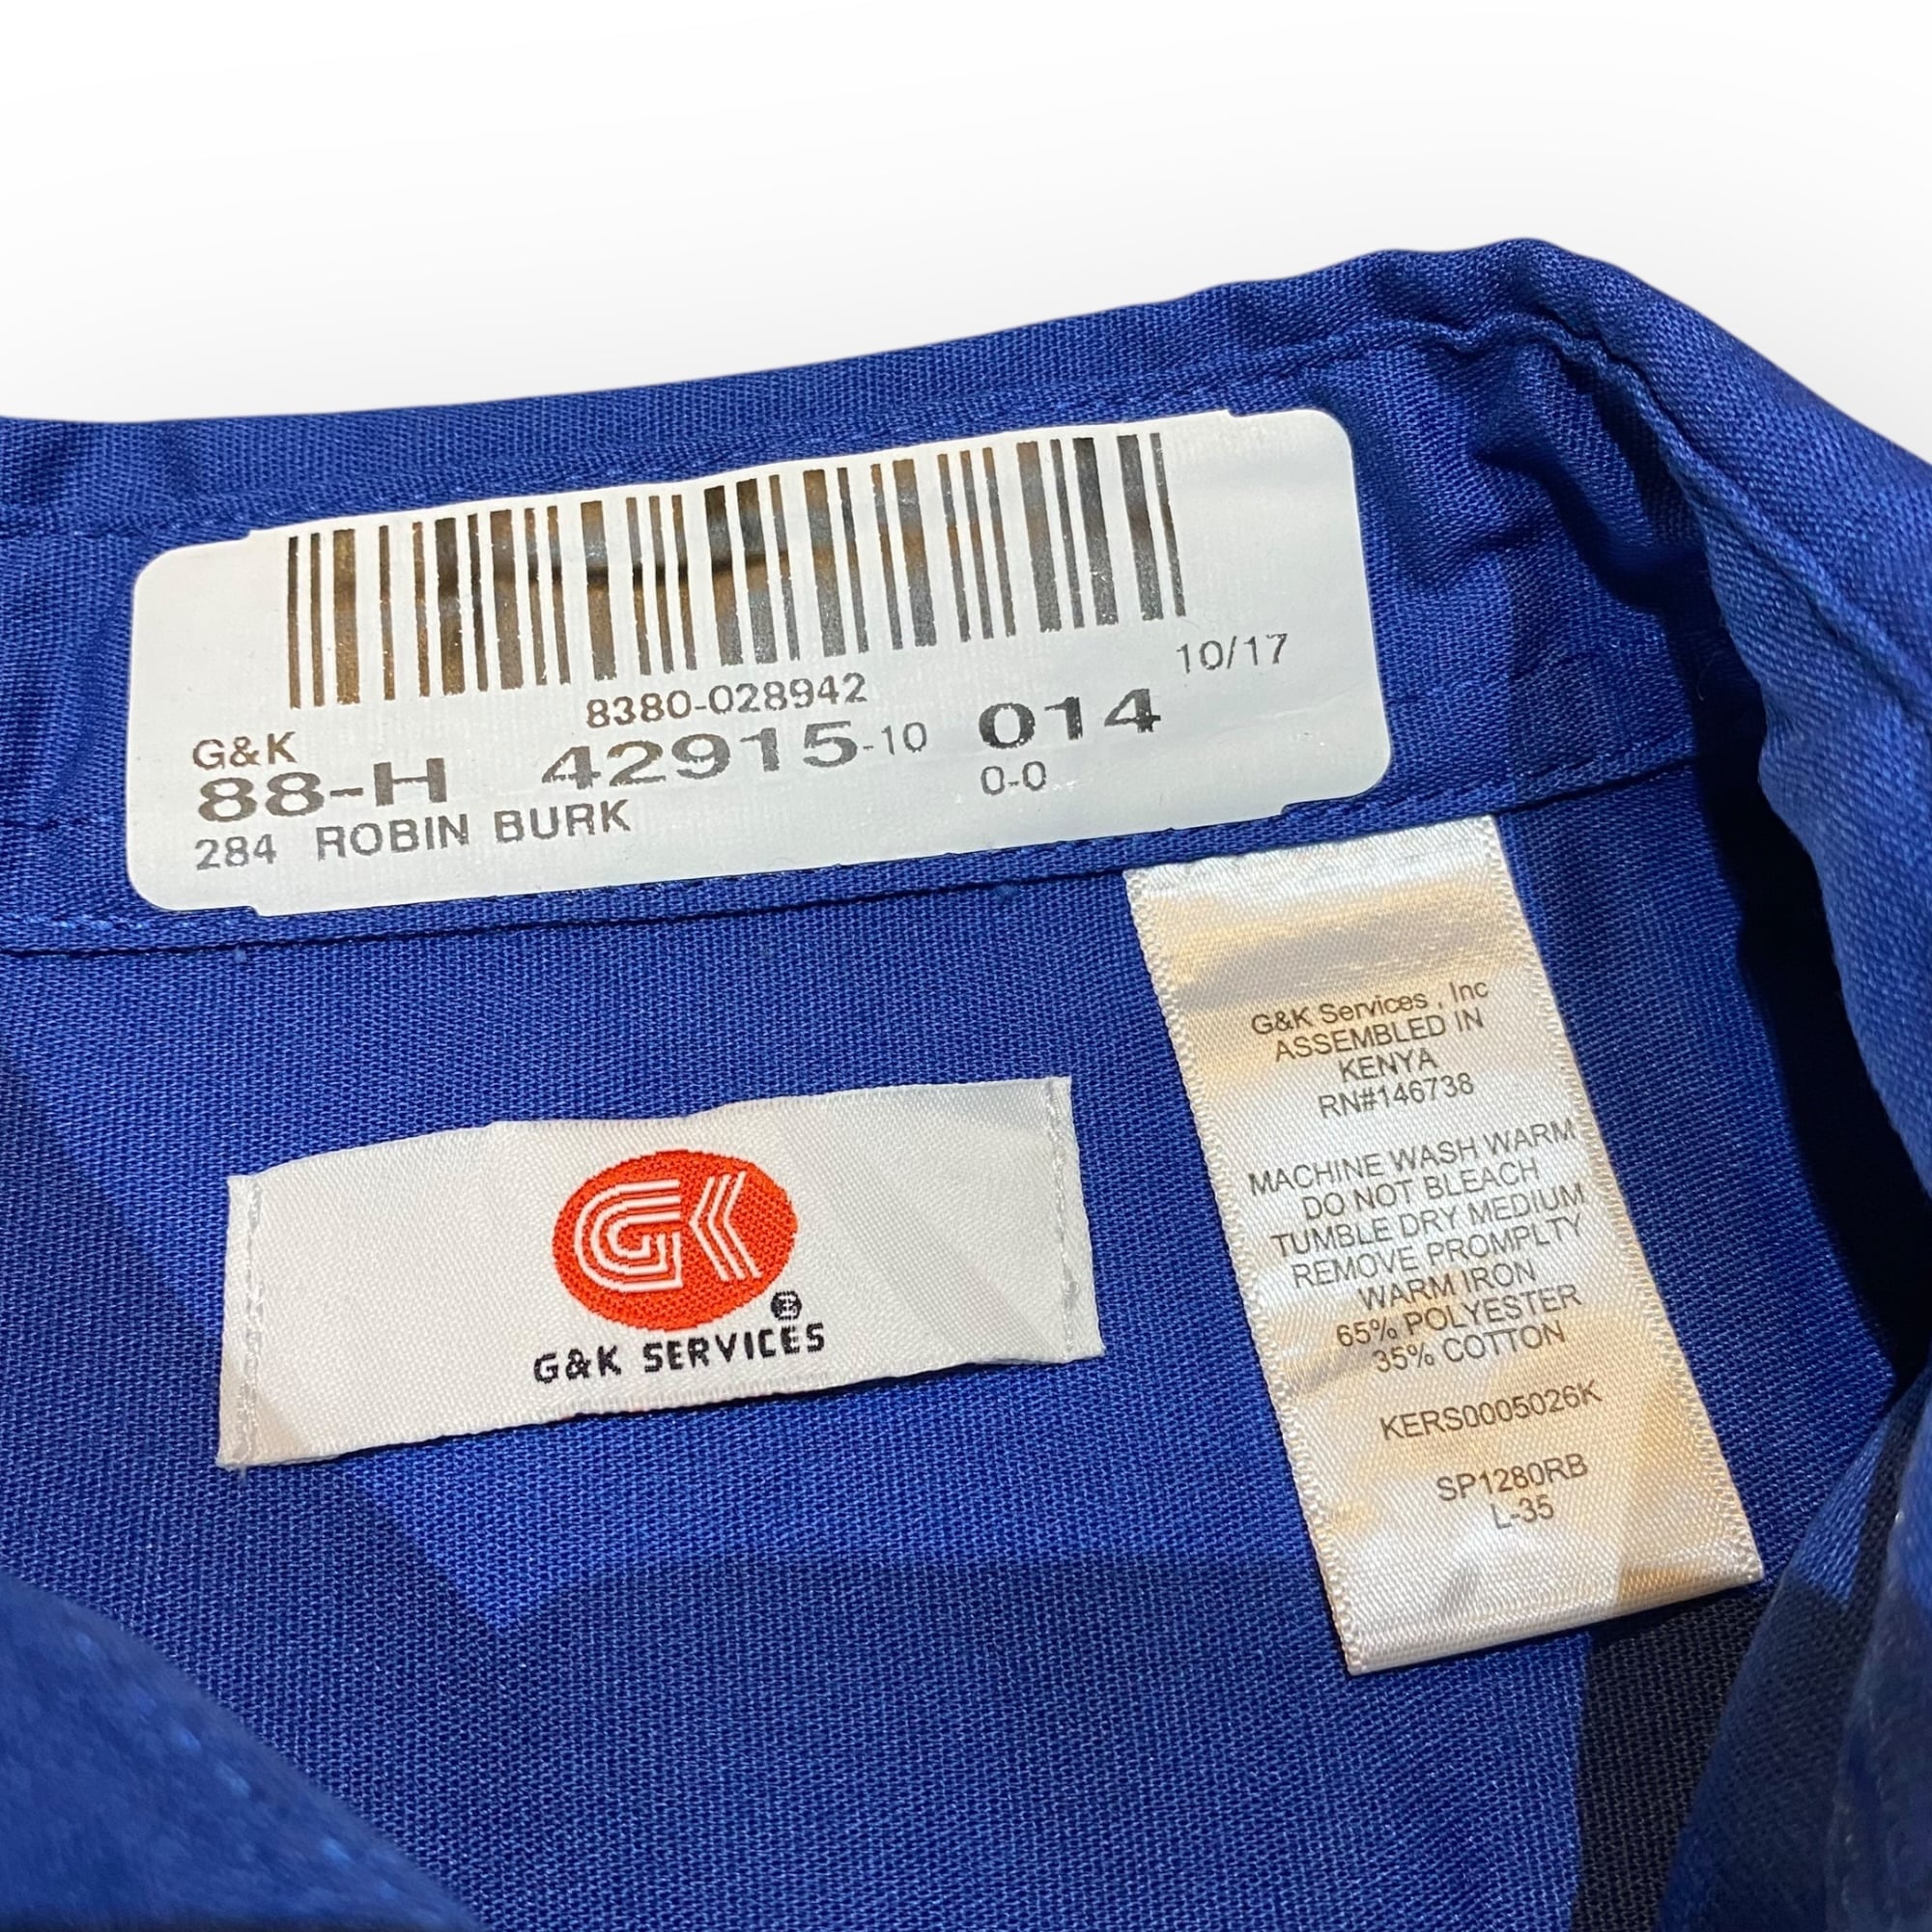 8380-028942
10/17
G&K
88-H 42915-10 014
0-0
284 ROBIN BURK
GK
®
G&K SERVICES
G&K Services , Inc
ASSEMBLED IN
KENYA
RN#146738
MACHINE WASH WARM
DO NOT BLEACH
TUMBLE DRY MEDIUM
REMOVE PROMPLTY
WARM IRON
65% POLYESTER
35% COTTON
KERS0005026K
SP1280RB
L-35